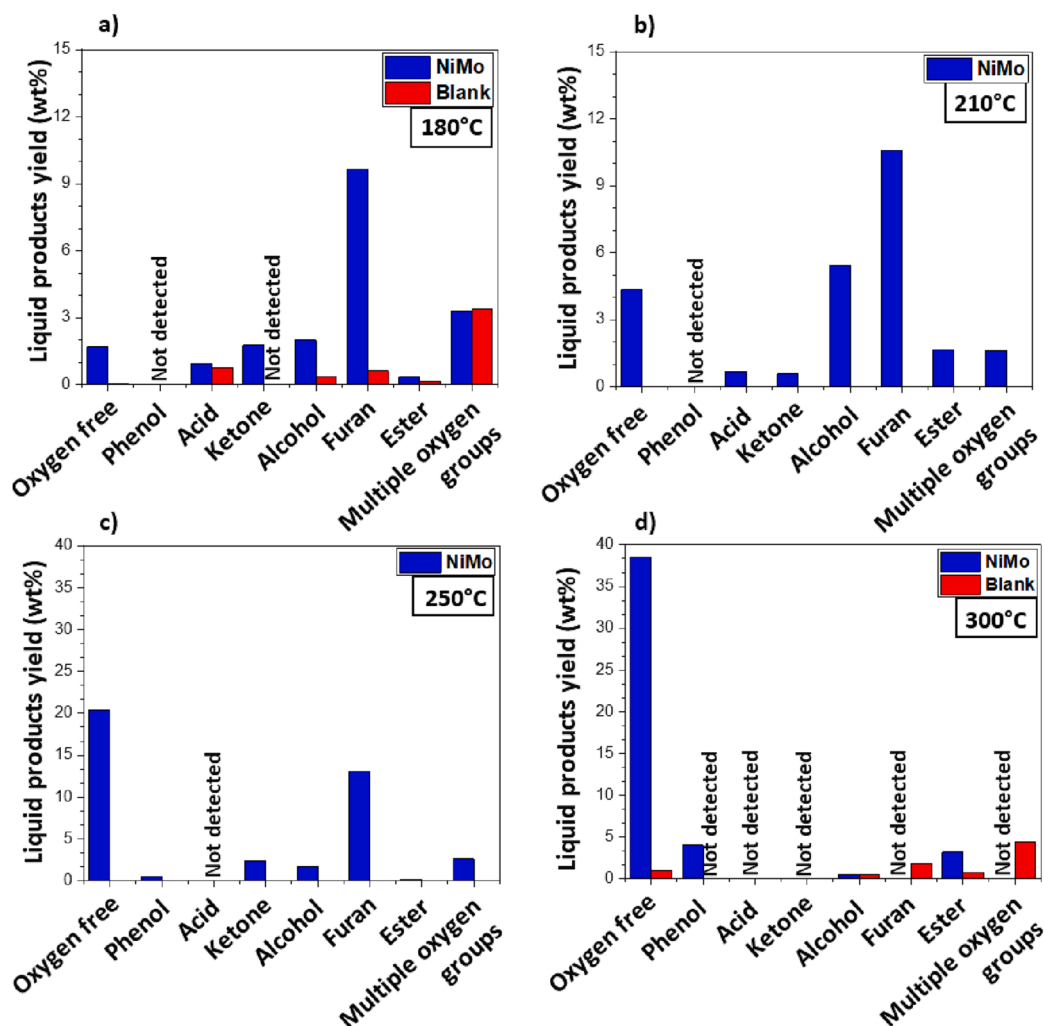 a)
Liquid products yield (wt%)
15
12
9
6
3
0
NiMo
Blank
180°C
Not detected
Not detected
Oxygen free
Phenol
Acid
Ketone
Alcohol
Furan
Ester
Multiple oxygen
groups
b)
Liquid products yield (wt%)
15
12
9
6
3
0
NiMo
210°C
Not detected
Oxygen free
Phenol
Acid
Ketone
Alcohol
Furan
Ester
Multiple oxygen
groups
c)
Liquid products yield (wt%)
40
35
30
25
20
15
10
5
0
NiMo
250°C
Not detected
Oxygen free
Phenol
Acid
Ketone
Alcohol
Furan
Ester
Multiple oxygen
groups
d)
Liquid products yield (wt%)
40
35
30
25
20
15
10
5
0
NiMo
Blank
300°C
Not detected
Not detected
Not detected
Not detected
Not detected
Oxygen free
Phenol
Acid
Ketone
Alcohol
Furan
Ester
Multiple oxygen
groups